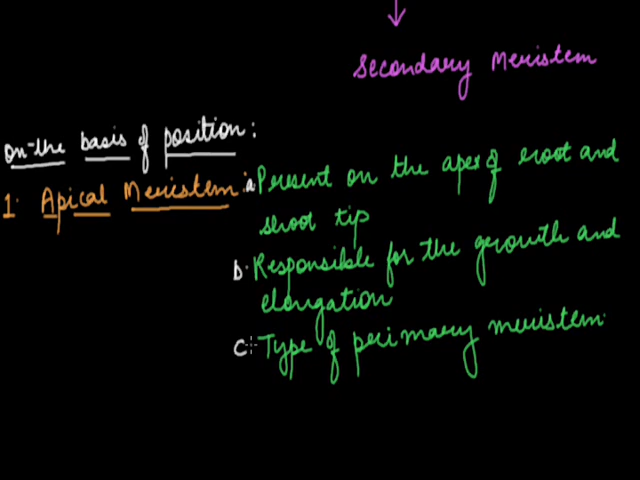 Secondary Meristem
On the basis of position:
1. Apical Meristem: a. Present on the apex of root and
shoot tip
b. Responsible for the growth and
elongation
c. Type of primary meristem.